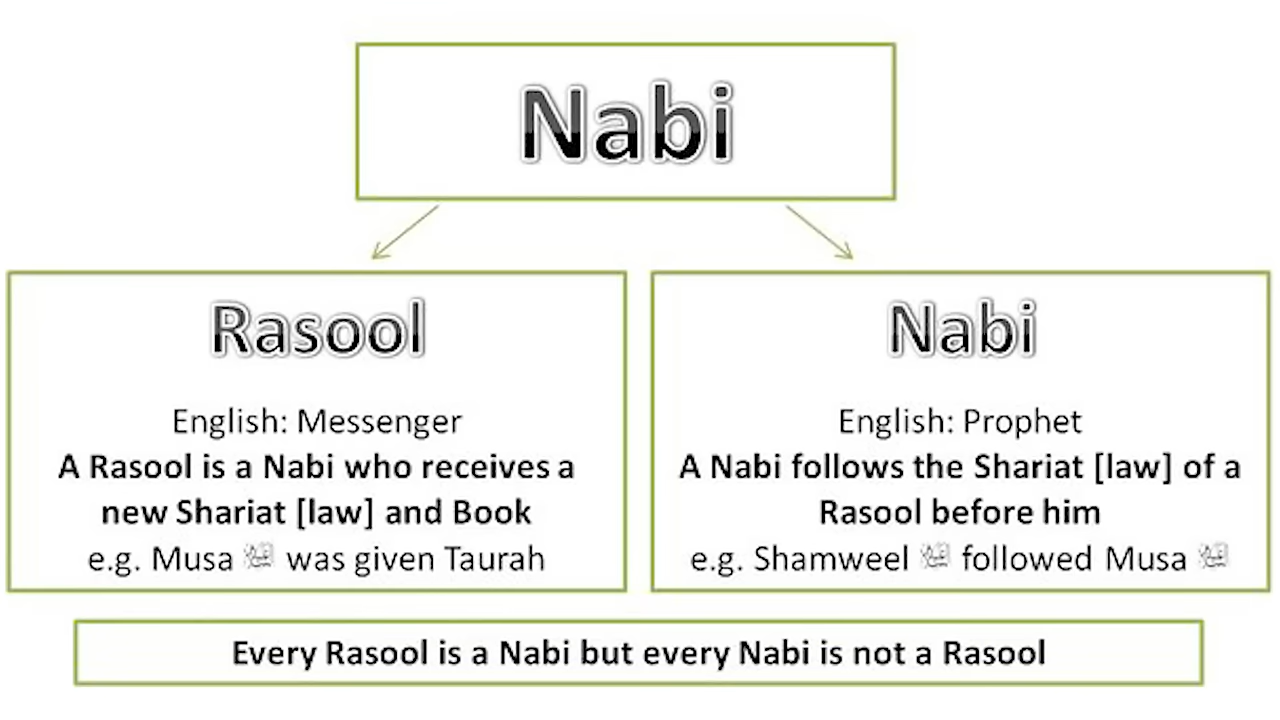 Nabi
Rasool
English: Messenger
A Rasool is a Nabi who receives a
new Shariat [law] and Book
e.g. Musa was given Taurah
Nabi
English: Prophet
A Nabi follows the Shariat [law] of a
Rasool before him
e.g. Shamweel followed Musa
Every Rasool is a Nabi but every Nabi is not a Rasool